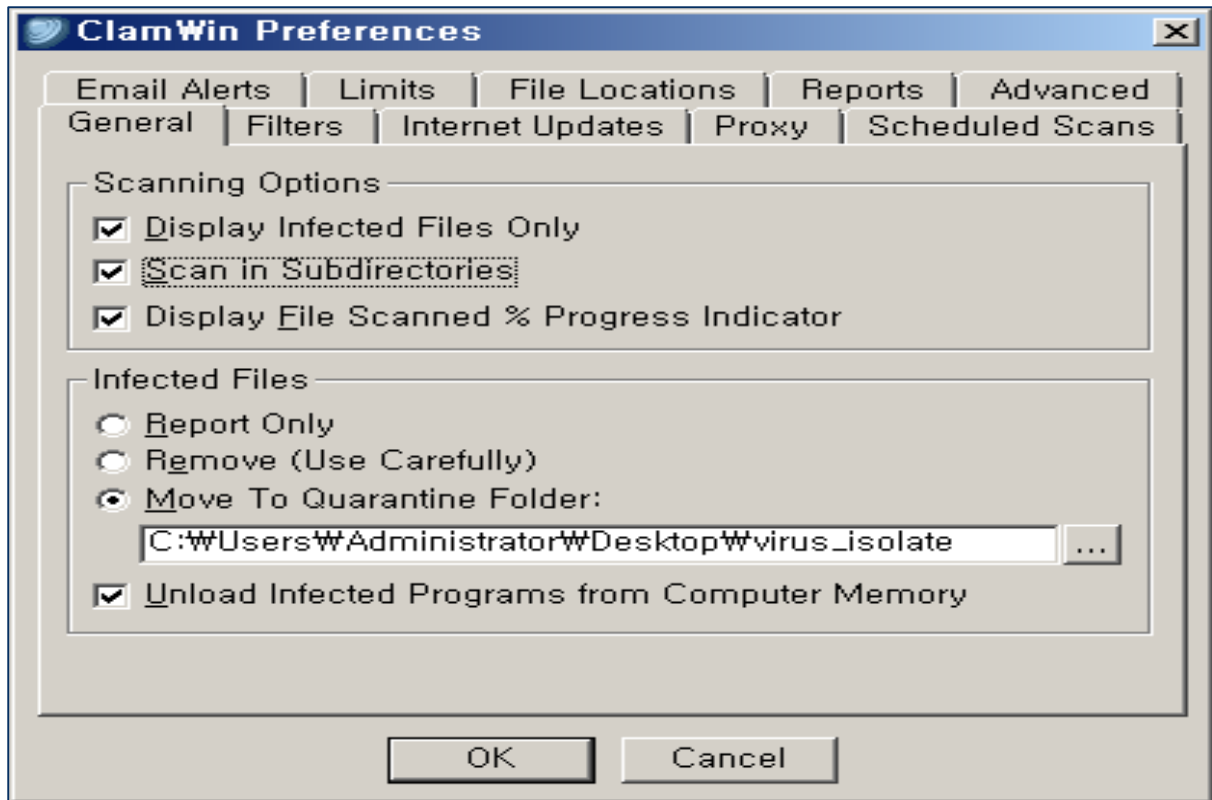 ClamWin Preferences
Email Alerts Limits File Locations Reports Advanced
General Filters Internet Updates Proxy Scheduled Scans
Scanning Options
Display Infected Files Only
Scan in Subdirectories
Display File Scanned % Progress Indicator
Infected Files
Report Only
Remove (Use Carefully)
Move To Quarantine Folder:
C:₩Users₩Administrator₩Desktop₩virus_isolate ...
Unload Infected Programs from Computer Memory
OK Cancel